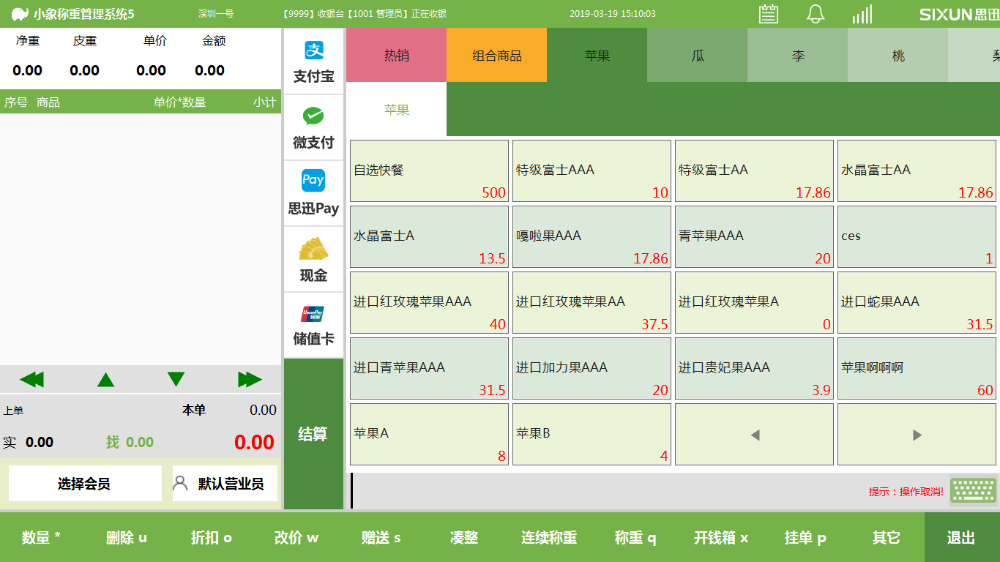 小象称重管理系统5 深圳一号 【9999】收银台【1001 管理员】正在收银 2019-03-19 15:10:03 SIXUN思迅
净重 皮重 单价 金额
0.00 0.00 0.00 0.00
序号 商品 单价*数量 小计
上单 本单 0.00
实 0.00 找 0.00 0.00
选择会员 默认营业员
支付宝
微支付
Pay
思迅Pay
现金
UnionPay
银联
储值卡
结算
热销 组合商品 苹果 瓜 李 桃
苹果
自选快餐 特级富士AAA 特级富士AA 水晶富士AA
500 10 17.86 17.86
水晶富士A 嘎啦果AAA 青苹果AAA ces
13.5 17.86 20 1
进口红玫瑰苹果AAA 进口红玫瑰苹果AA 进口红玫瑰苹果A 进口蛇果AAA
40 37.5 0 31.5
进口青苹果AAA 进口加力果AAA 进口贵妃果AAA 苹果啊啊啊
31.5 20 3.9 60
苹果A 苹果B
8 4
提示：操作取消!
数量 * 删除 u 折扣 o 改价 w 赠送 s 凑整 连续称重 称重 q 开钱箱 x 挂单 p 其它 退出